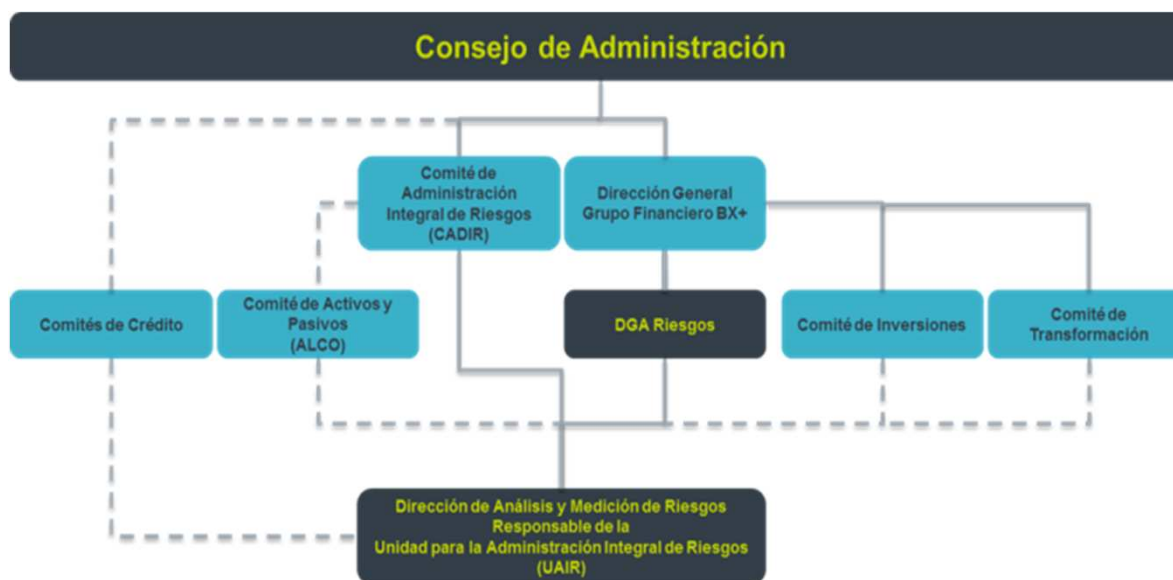 Consejo de Administración
Comité de
Administración
Integral de Riesgos
(CADIR)
Dirección General
Grupo Financiero BX+
Comités de Crédito
Comité de Activos y
Pasivos
(ALCO)
DGA Riesgos
Comité de Inversiones
Comité de
Transformación
Dirección de Análisis y Medición de Riesgos
Responsable de la
Unidad para la Administración Integral de Riesgos
(UAIR)